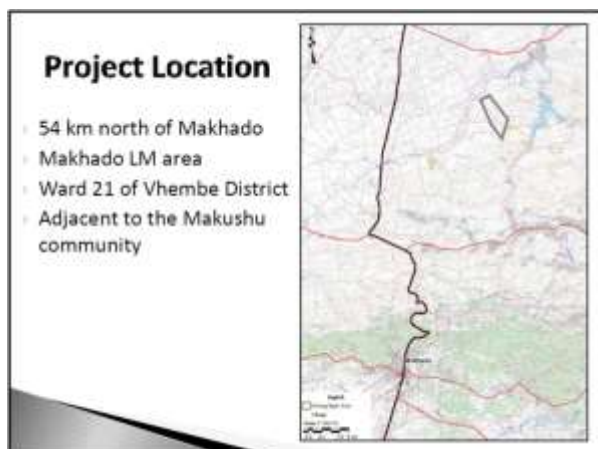 Project Location
54 km north of Makhado
Makhado LM area
Ward 21 of Vhembe District
Adjacent to the Makushu
community